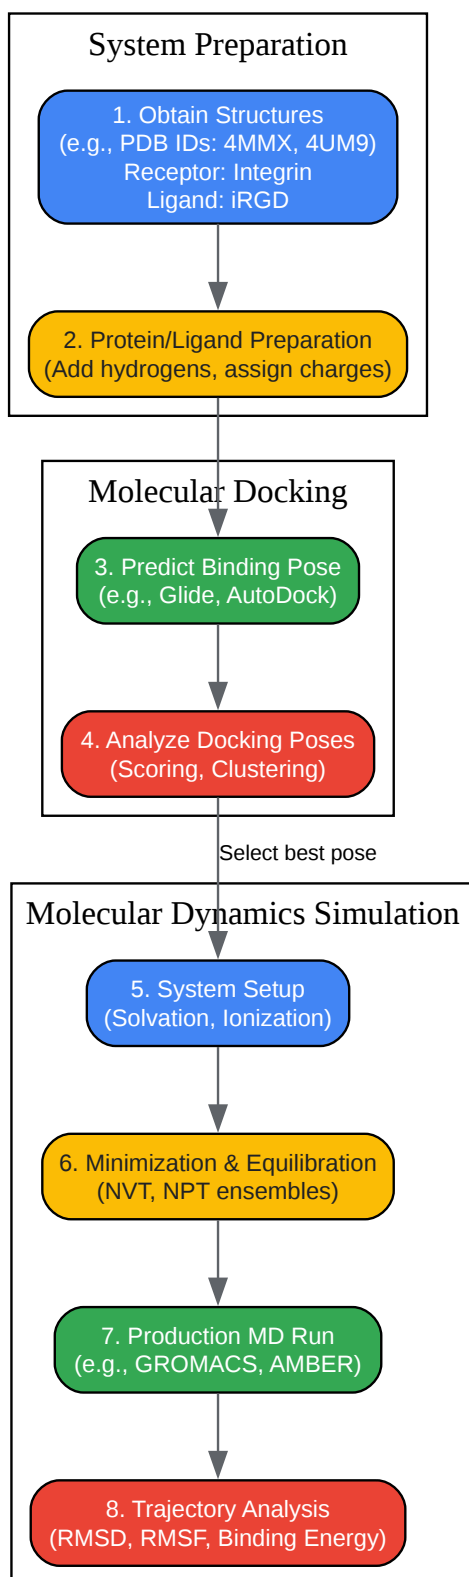 System Preparation
1. Obtain Structures
(e.g., PDB IDs: 4MMX, 4UM9)
Receptor: Integrin
Ligand: iRGD
2. Protein/Ligand Preparation
(Add hydrogens, assign charges)
Molecular Docking
3. Predict Binding Pose
(e.g., Glide, AutoDock)
4. Analyze Docking Poses
(Scoring, Clustering)
Select best pose
Molecular Dynamics Simulation
5. System Setup
(Solvation, Ionization)
6. Minimization & Equilibration
(NVT, NPT ensembles)
7. Production MD Run
(e.g., GROMACS, AMBER)
8. Trajectory Analysis
(RMSD, RMSF, Binding Energy)